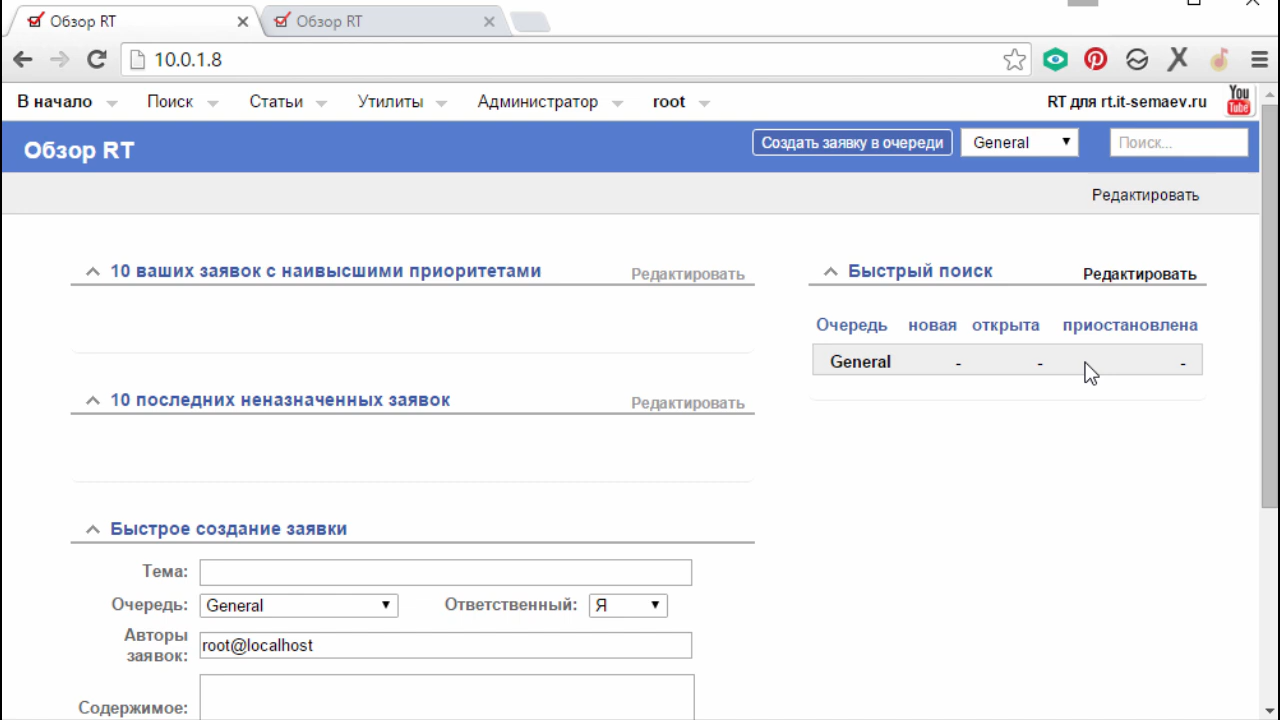 Обзор RT
Обзор RT
10.0.1.8
В начало Поиск Статьи Утилиты Администратор root RT для rt.it-semaev.ru You Tube
Обзор RT Создать заявку в очереди General Поиск...
Редактировать
10 ваших заявок с наивысшими приоритетами Редактировать
Быстрый поиск Редактировать
Очередь новая открыта приостановлена
General - - -
10 последних неназначенных заявок Редактировать
Быстрое создание заявки
Тема:
Очередь: General Ответственный: Я
Авторы
заявок: root@localhost
Содержимое: